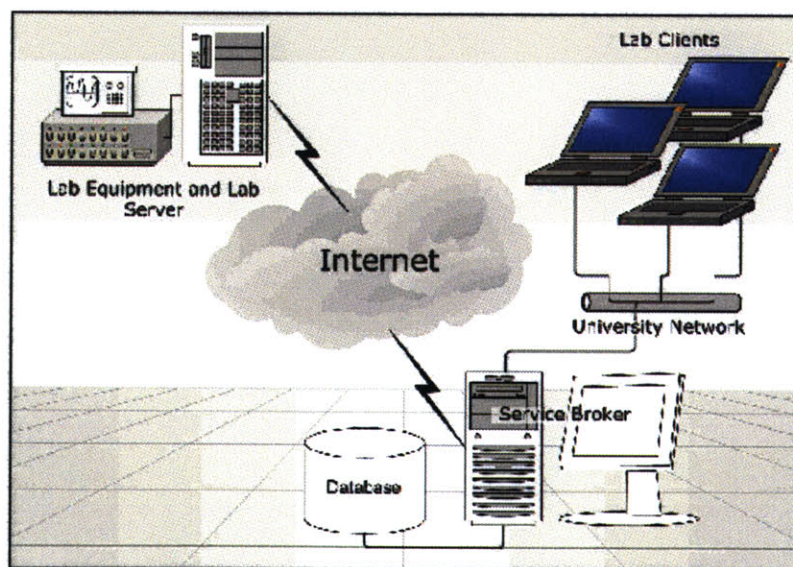 Lab Clients
Lab Equipment and Lab
Server
Internet
University Network
Service Broker
Database